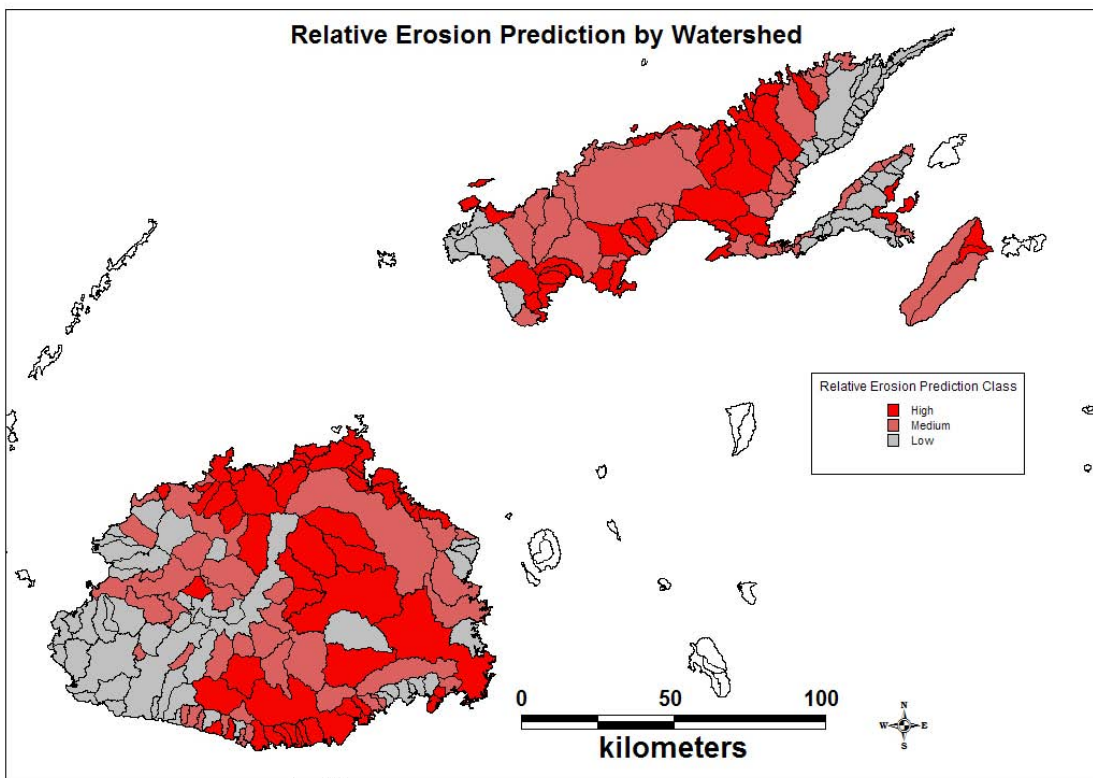 Relative Erosion Prediction by Watershed
Relative Erosion Prediction Class
High
Medium
Low
0 50 100
kilometers
N
W E
S